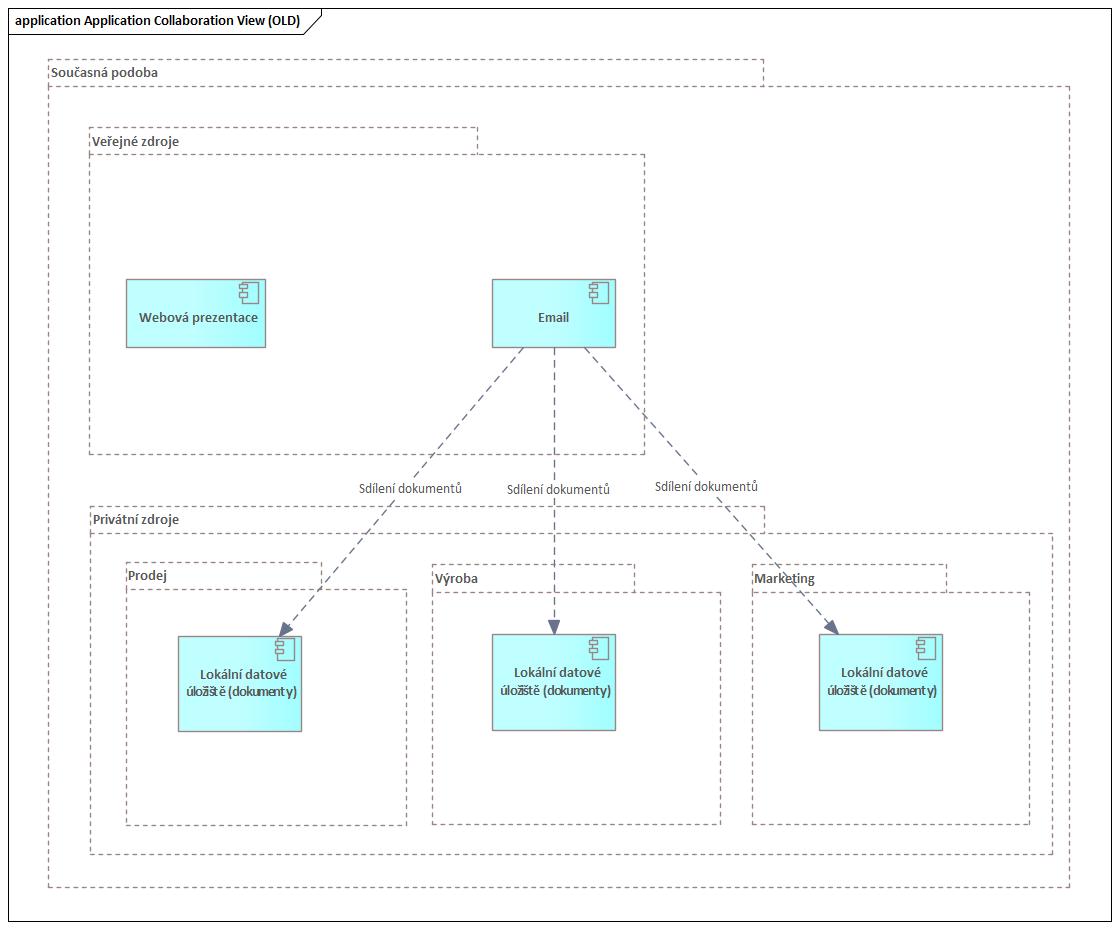 application Application Collaboration View (OLD)
Současná podoba
Veřejné zdroje
Webová prezentace
Email
Sdílení dokumentů
Sdílení dokumentů
Sdílení dokumentů
Privátní zdroje
Prodej
Výroba
Marketing
Lokální datové
úložiště (dokumenty)
Lokální datové
úložiště (dokumenty)
Lokální datové
úložiště (dokumenty)